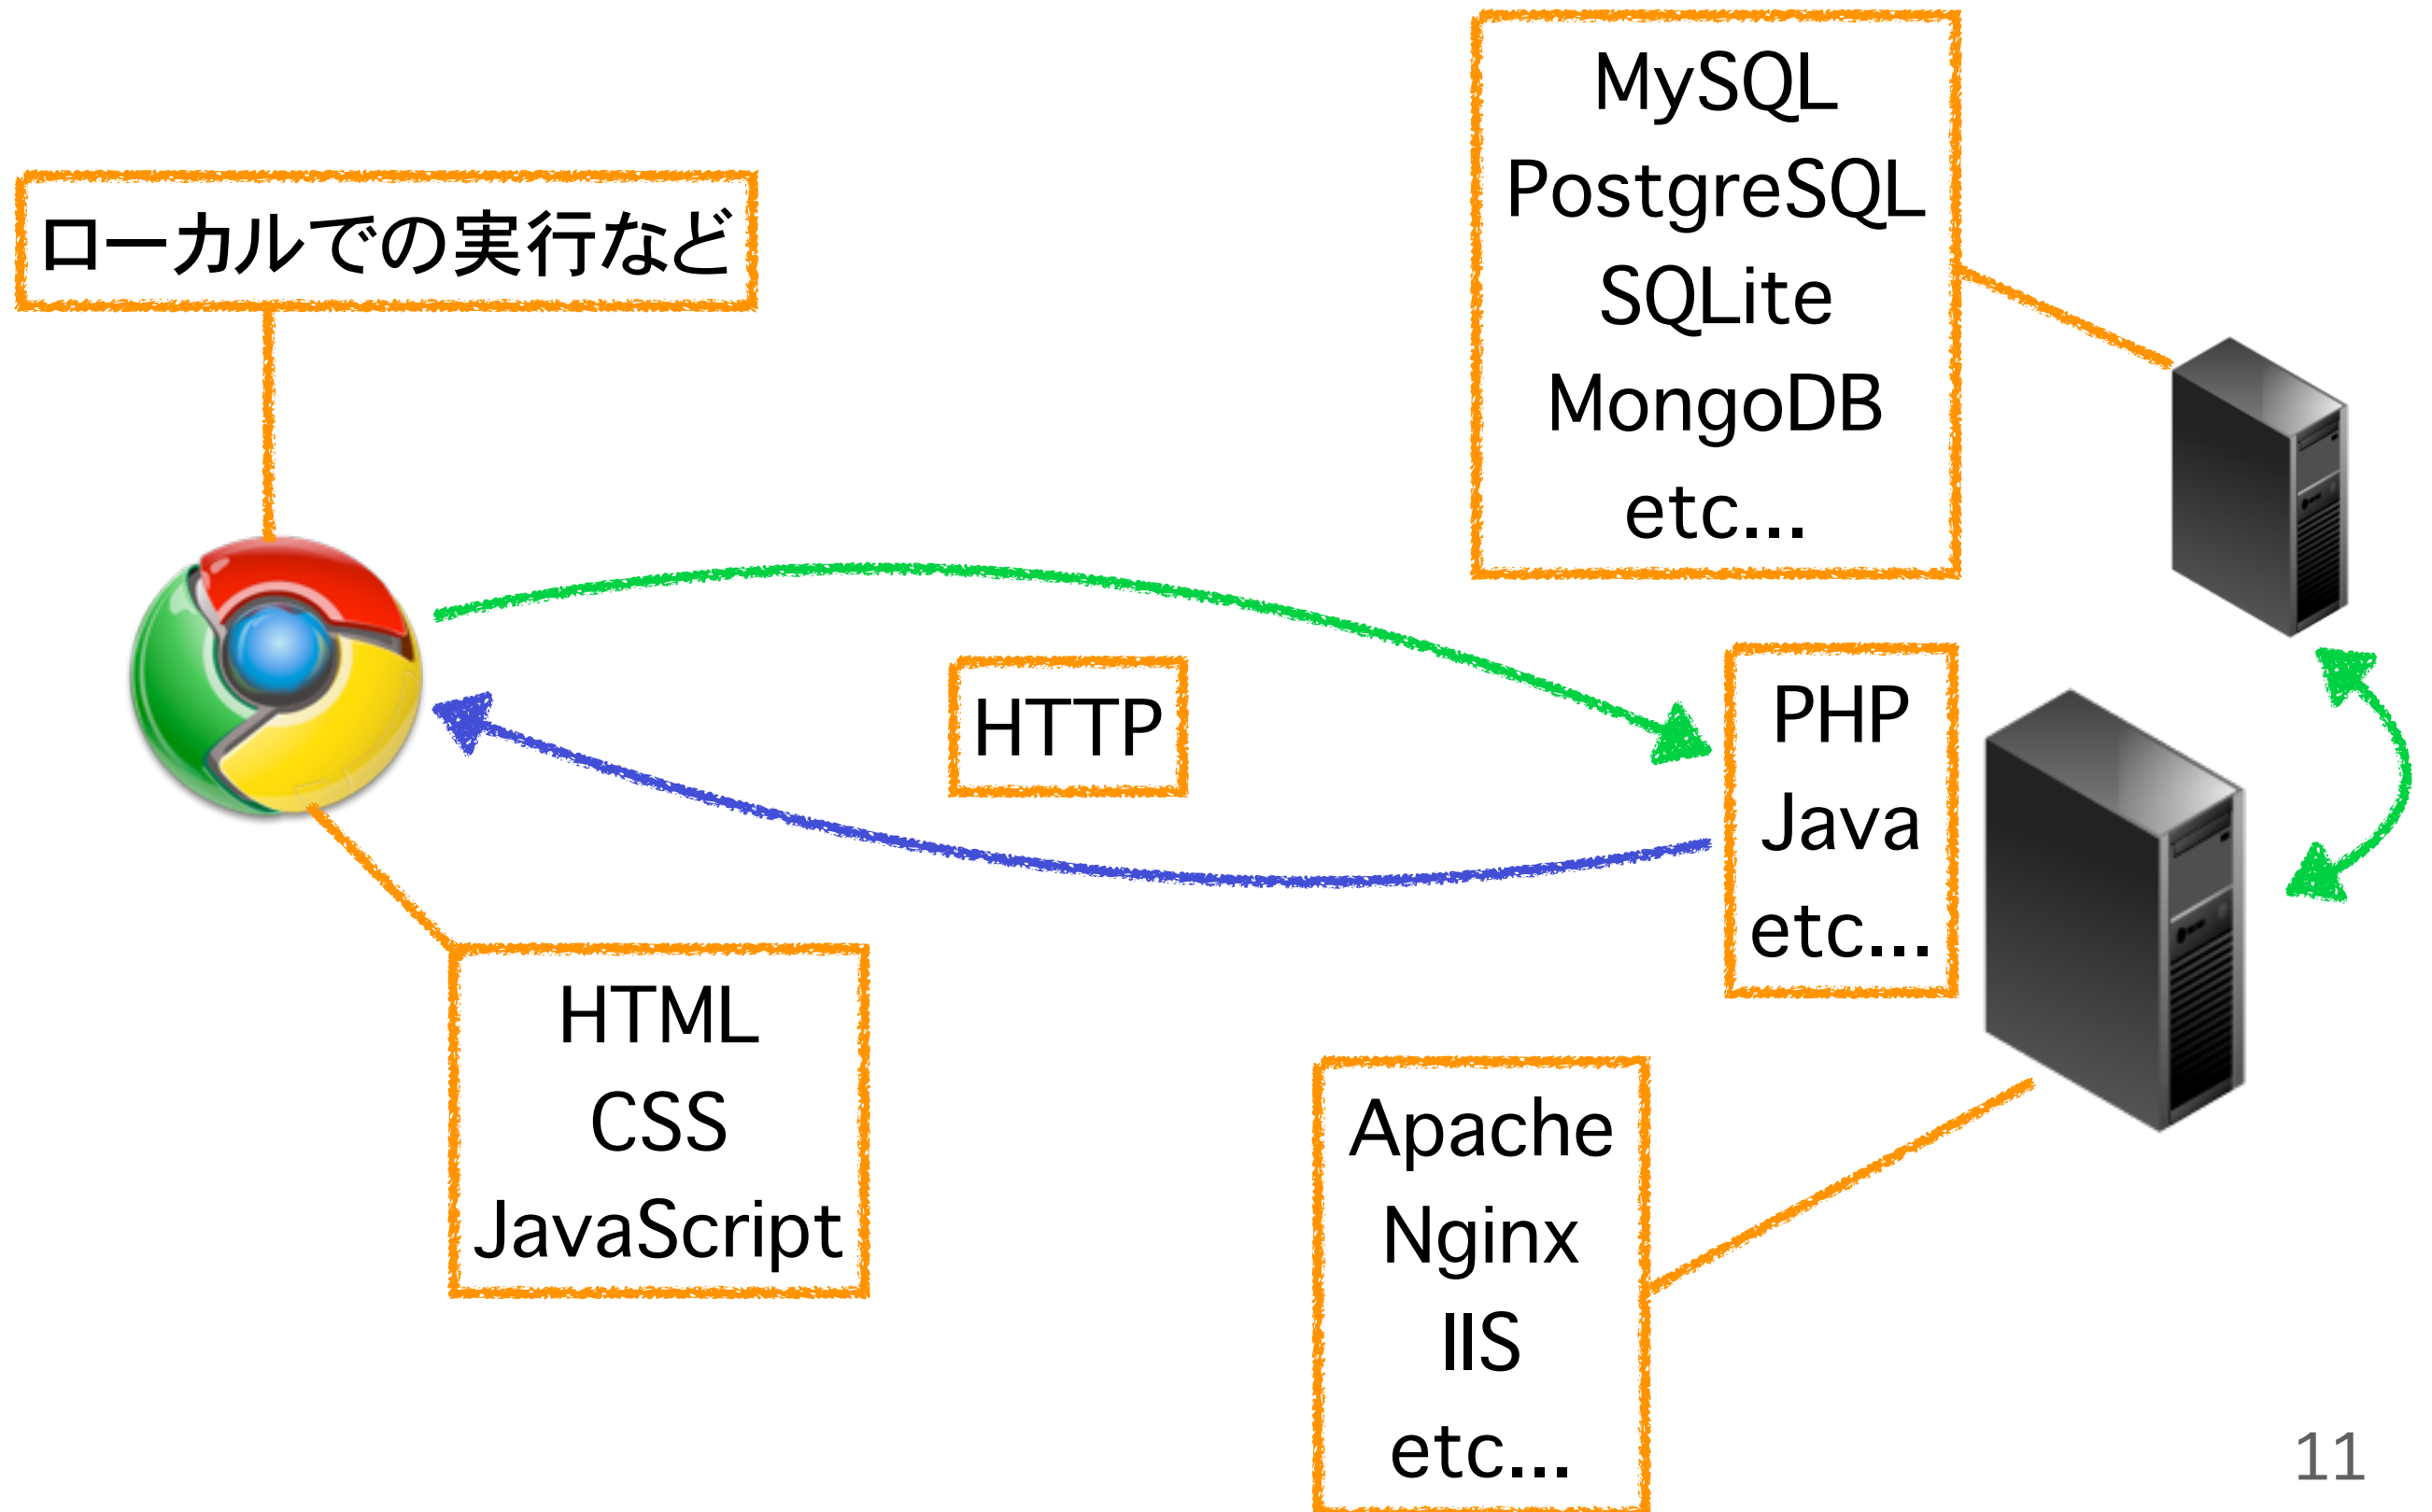 ローカルでの実行など
MySQL
PostgreSQL
SQLite
MongoDB
etc...
HTTP
PHP
Java
etc...
HTML
CSS
JavaScript
Apache
Nginx
IIS
etc...
11